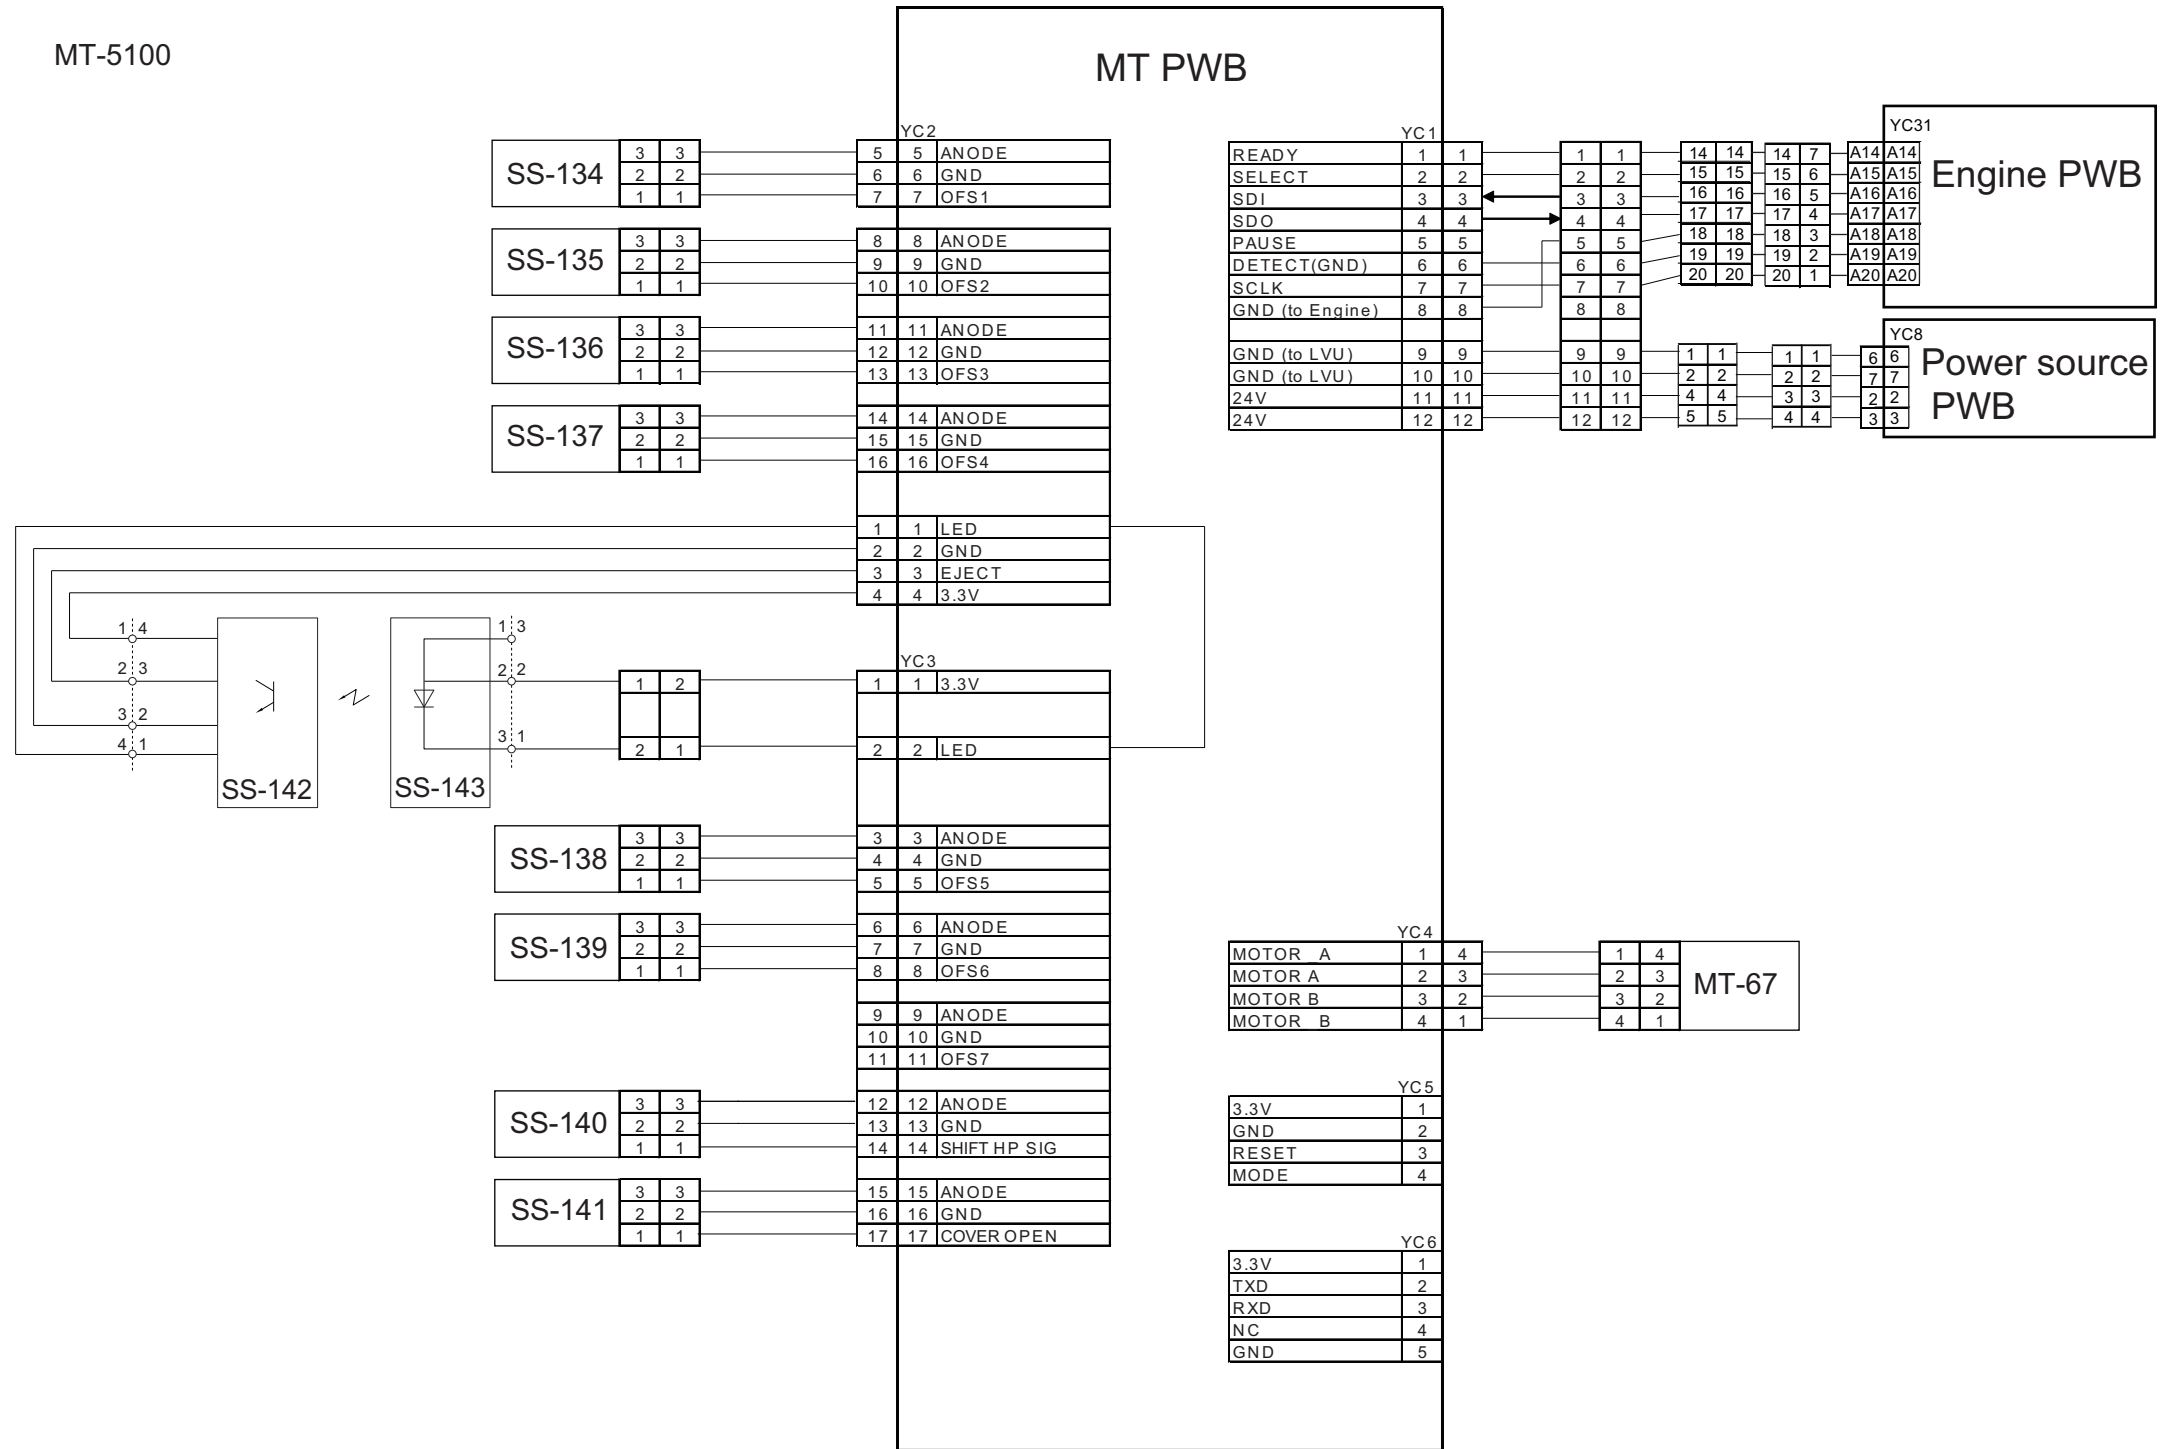 MT-5100
MT PWB
YC2
SS-134
3 3 5 5 ANODE
2 2 6 6 GND
1 1 7 7 OFS1
SS-135
3 3 8 8 ANODE
2 2 9 9 GND
1 1 10 10 OFS2
SS-136
3 3 11 11 ANODE
2 2 12 12 GND
1 1 13 13 OFS3
SS-137
3 3 14 14 ANODE
2 2 15 15 GND
1 1 16 16 OFS4
1 1 LED
2 2 GND
3 3 EJECT
4 4 3.3V
1 4
2 3
3 2
4 1
SS-142
1 3
2 2
3 1
SS-143
YC3
1 2 1 1 3.3V
2 1 2 2 LED
SS-138
3 3 3 3 ANODE
2 2 4 4 GND
1 1 5 5 OFS5
SS-139
3 3 6 6 ANODE
2 2 7 7 GND
1 1 8 8 OFS6
9 9 ANODE
10 10 GND
11 11 OFS7
SS-140
3 3 12 12 ANODE
2 2 13 13 GND
1 1 14 14 SHIFT HP SIG
SS-141
3 3 15 15 ANODE
2 2 16 16 GND
1 1 17 17 COVER OPEN
YC1
YC31
Engine PWB
READY 1 1 1 1 14 14 14 7 A14 A14
SELECT 2 2 2 2 15 15 15 6 A15 A15
SDI 3 3 3 3 16 16 16 5 A16 A16
SDO 4 4 4 4 17 17 17 4 A17 A17
PAUSE 5 5 5 5 18 18 18 3 A18 A18
DETECT(GND) 6 6 6 6 19 19 19 2 A19 A19
SCLK 7 7 7 7 20 20 20 1 A20 A20
GND (to Engine) 8 8 8 8
YC8
Power source
PWB
GND (to LVU) 9 9 9 9 1 1 1 1 6 6
GND (to LVU) 10 10 10 10 2 2 2 2 7 7
24V 11 11 11 11 4 4 3 3 2 2
24V 12 12 12 12 5 5 4 4 3 3
YC4
MOTOR _A 1 4 1 4
MOTOR A 2 3 2 3
MOTOR B 3 2 3 2
MOTOR_ B 4 1 4 1
MT-67
YC5
3.3V 1
GND 2
RESET 3
MODE 4
YC6
3.3V 1
TXD 2
RXD 3
NC 4
GND 5